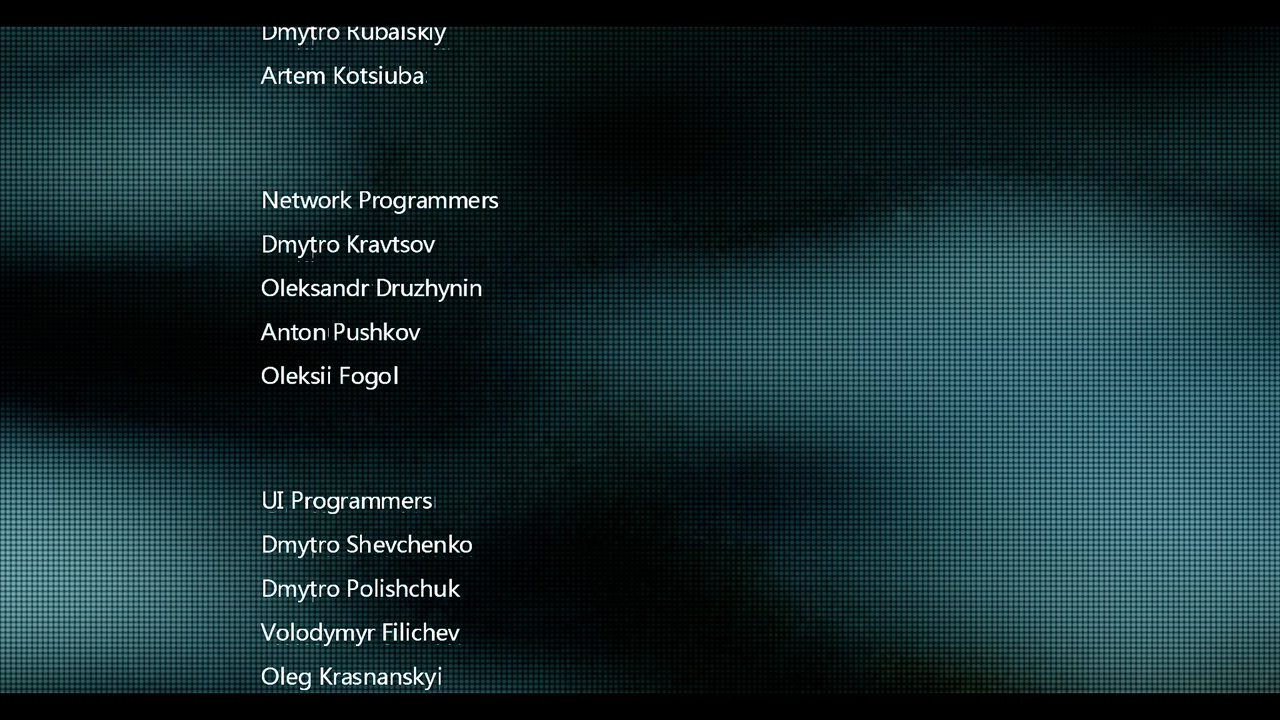 Dmytro Rubalskiy
Artem Kotsiuba
Network Programmers
Dmytro Kravtsov
Oleksandr Druzhynin
Anton Pushkov
Oleksii Fogol
UI Programmers
Dmytro Shevchenko
Dmytro Polishchuk
Volodymyr Filichev
Oleg Krasnanskyi